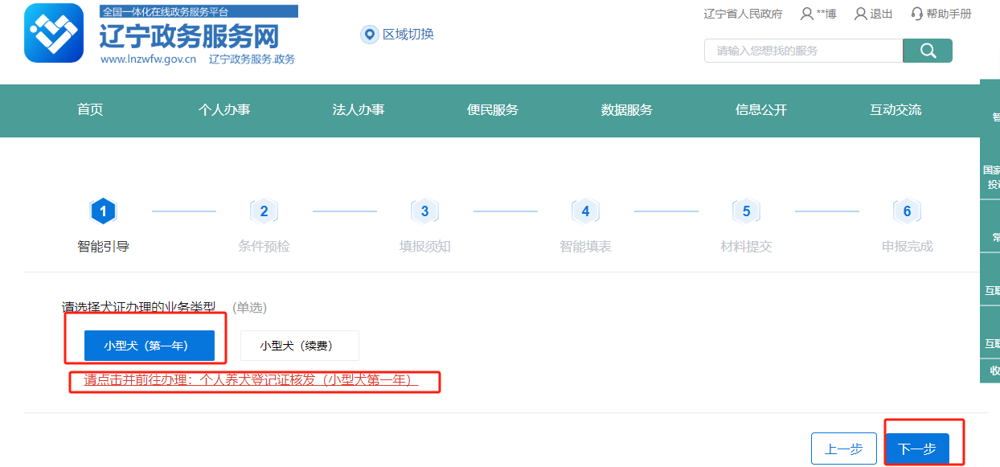 全国一体化在线政务服务平台
辽宁政务服务网
www.lnzwfw.gov.cn 辽宁政务服务.政务
区域切换
辽宁省人民政府 **博 退出 帮助手册
请输入您想找的服务
首页 个人办事 法人办事 便民服务 数据服务 信息公开 互动交流
1 2 3 4 5 6
智能引导 条件预检 填报须知 智能填表 材料提交 申报完成
请选择犬证办理的业务类型 (单选)
小型犬（第一年） 小型犬（续费）
请点击并前往办理：个人养犬登记证核发（小型犬第一年）
上一步 下一步
国家
投
常
互联
互联
收